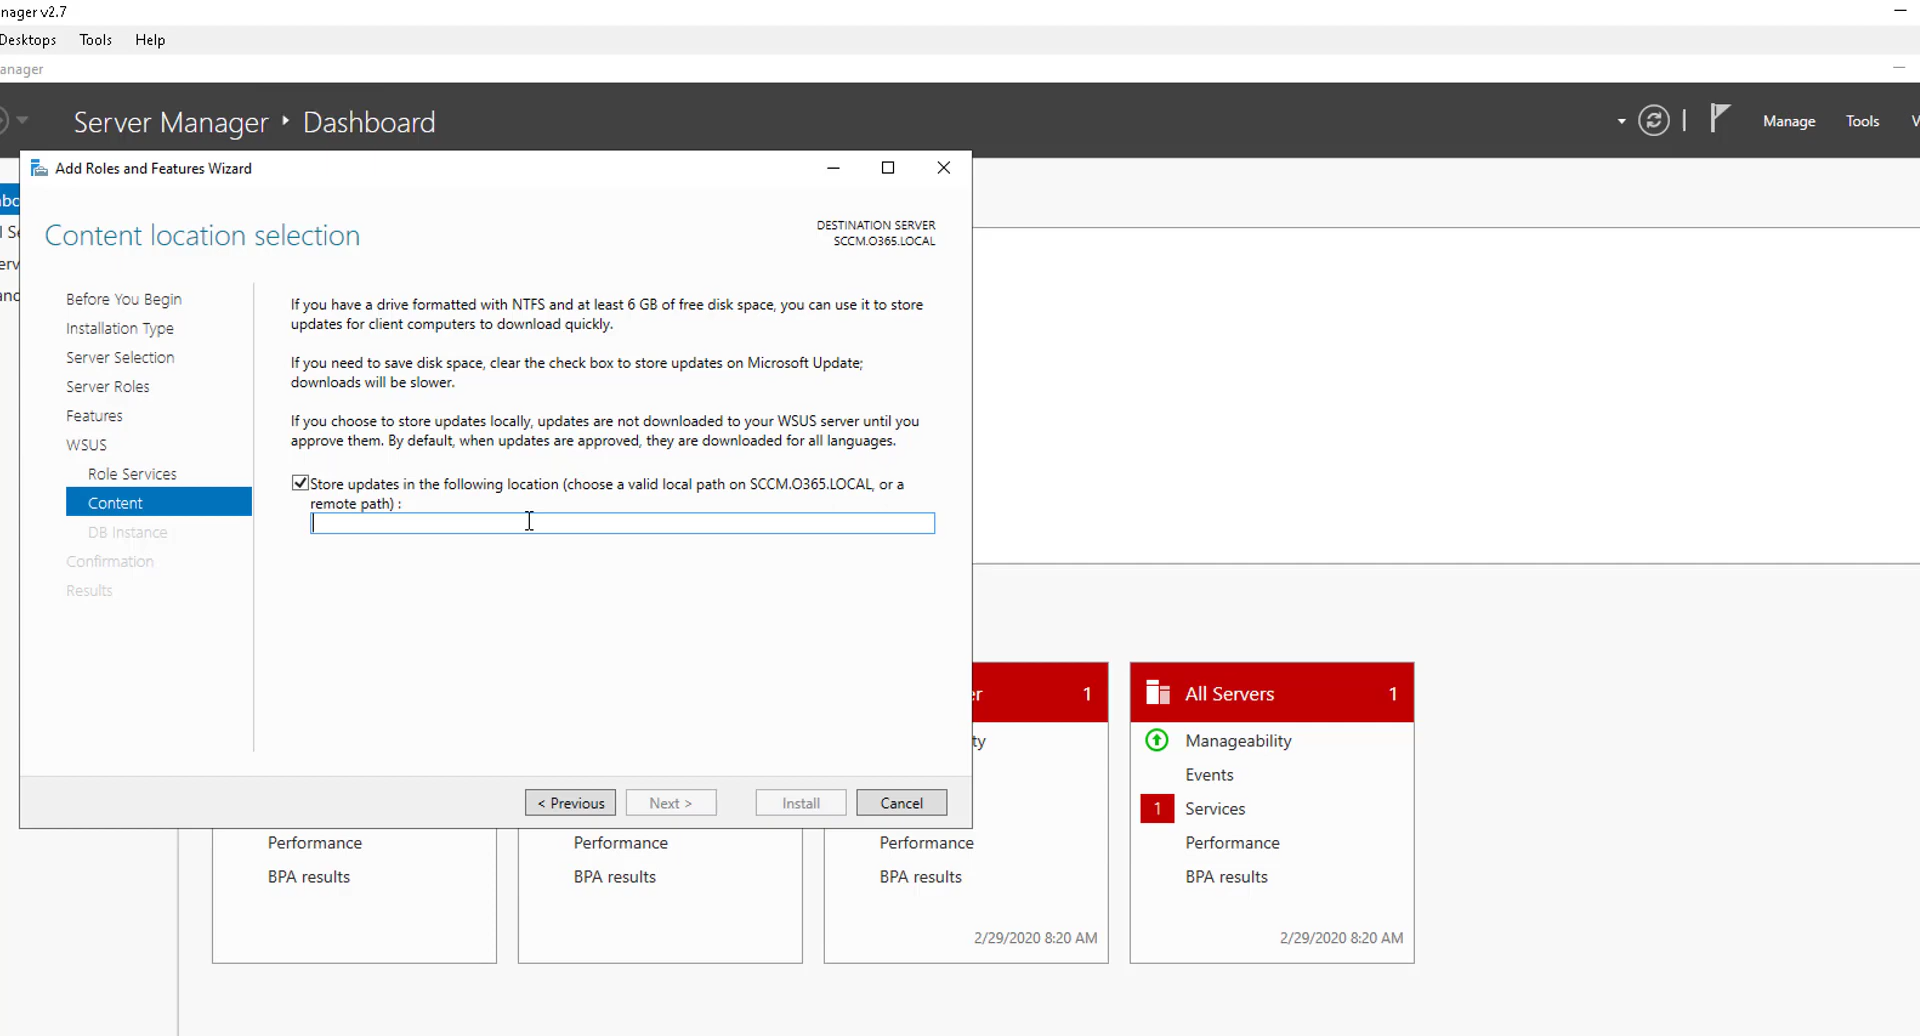 nager v2.7
Desktops Tools Help
anager
Server Manager Dashboard
Manage Tools V
Add Roles and Features Wizard
Content location selection
DESTINATION SERVER
SCCM.O365.LOCAL
Before You Begin
Installation Type
Server Selection
Server Roles
Features
WSUS
Role Services
Content
DB Instance
Confirmation
Results
If you have a drive formatted with NTFS and at least 6 GB of free disk space, you can use it to store
updates for client computers to download quickly.
If you need to save disk space, clear the check box to store updates on Microsoft Update;
downloads will be slower.
If you choose to store updates locally, updates are not downloaded to your WSUS server until you
approve them. By default, when updates are approved, they are downloaded for all languages.
Store updates in the following location (choose a valid local path on SCCM.O365.LOCAL, or a
remote path) :
< Previous Next > Install Cancel
er 1
ty
Performance
BPA results
Performance
BPA results
Performance
BPA results
2/29/2020 8:20 AM
All Servers 1
Manageability
Events
1 Services
Performance
BPA results
2/29/2020 8:20 AM